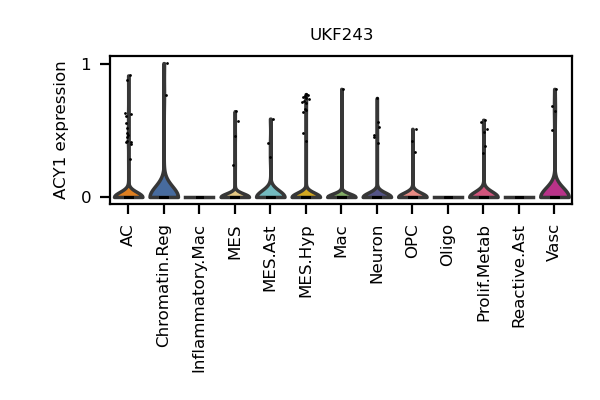 UKF243
ACY1 expression
1
0
AC
Chromatin.Reg
Inflammatory.Mac
MES
MES.Ast
MES.Hyp
Mac
Neuron
OPC
Oligo
Prolif.Metab
Reactive.Ast
Vasc